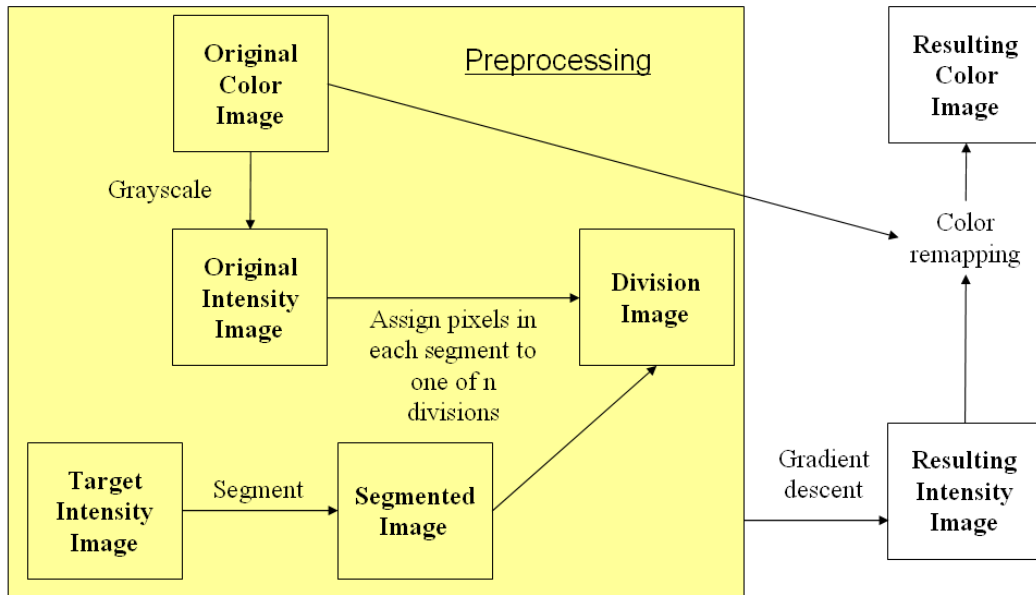 Preprocessing
Original
Color
Image
Grayscale
Original
Intensity
Image
Assign pixels in
each segment to
one of n
divisions
Division
Image
Target
Intensity
Image
Segment
Segmented
Image
Gradient
descent
Resulting
Intensity
Image
Color
remapping
Resulting
Color
Image